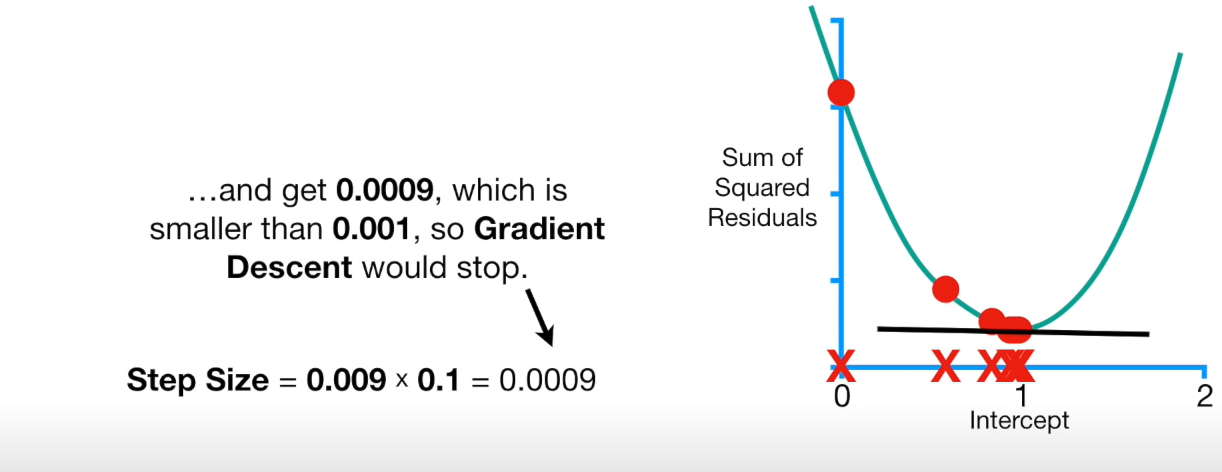 ...and get 0.0009, which is
smaller than 0.001, so Gradient
Descent would stop.
Step Size = 0.009 × 0.1 = 0.0009
Sum of
Squared
Residuals
X X X X X X
0 1 2
Intercept